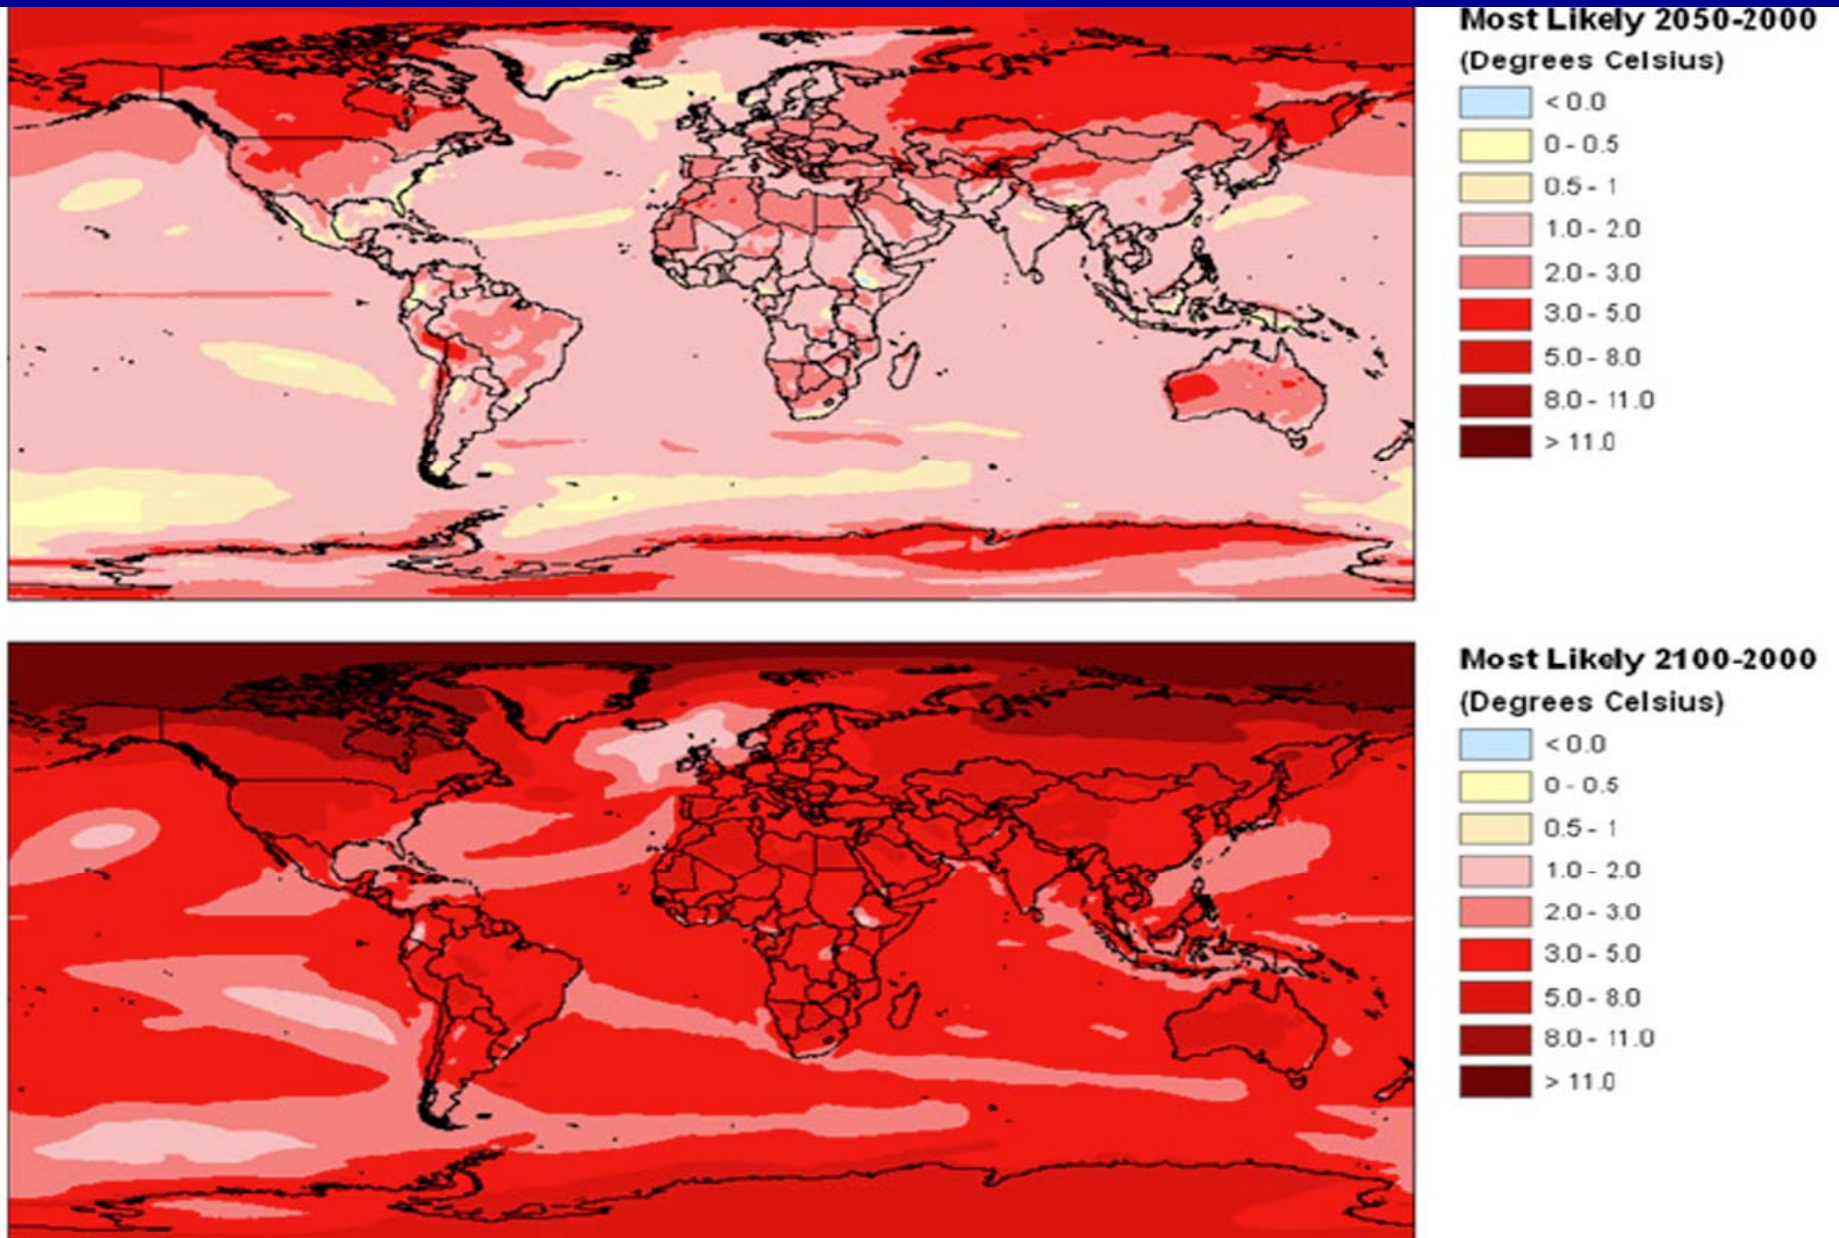 Most Likely 2050-2000
(Degrees Celsius)
< 0.0
0 - 0.5
0.5 - 1
1.0 - 2.0
2.0 - 3.0
3.0 - 5.0
5.0 - 8.0
8.0 - 11.0
> 11.0
Most Likely 2100-2000
(Degrees Celsius)
< 0.0
0 - 0.5
0.5 - 1
1.0 - 2.0
2.0 - 3.0
3.0 - 5.0
5.0 - 8.0
8.0 - 11.0
> 11.0